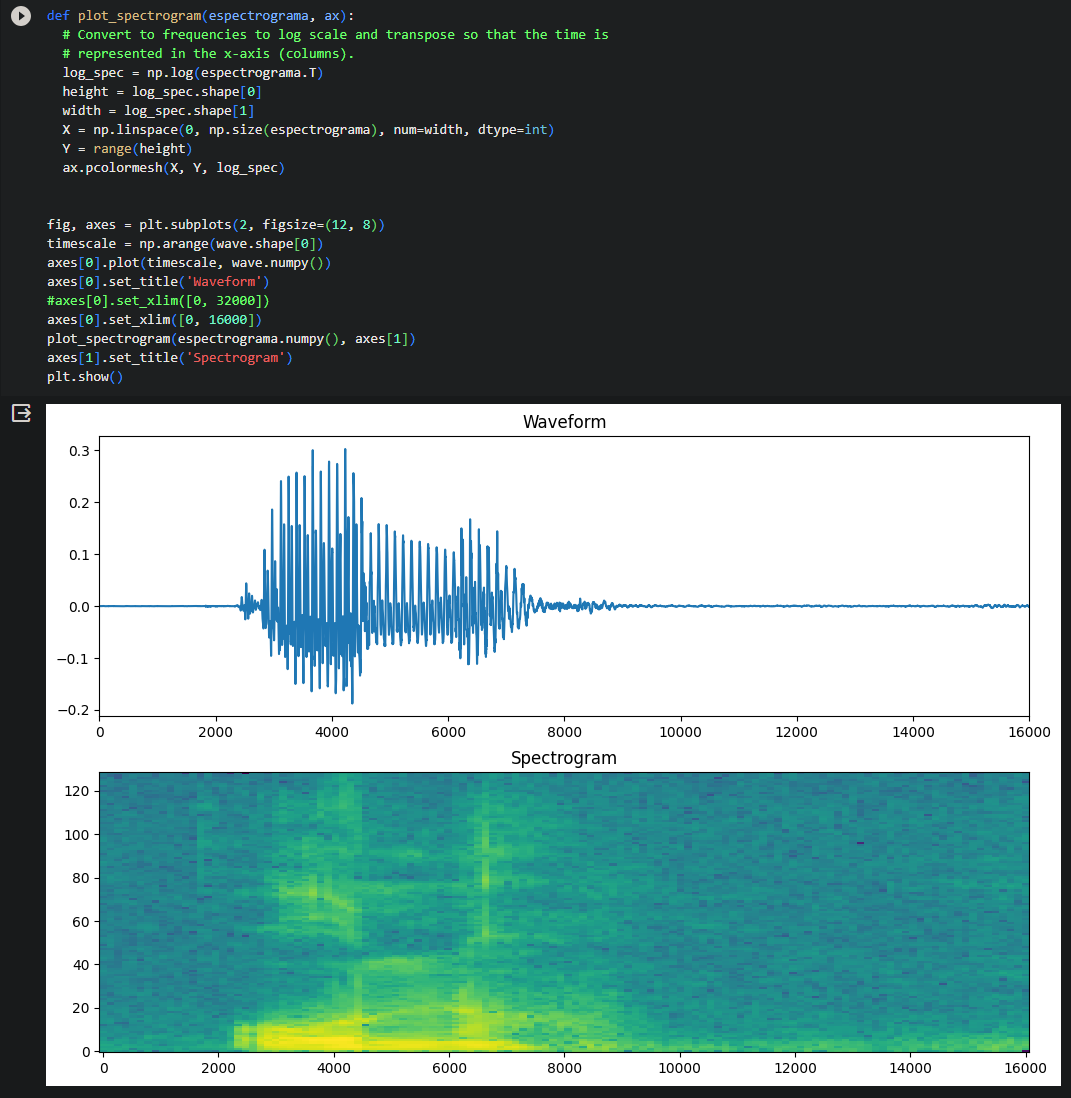 def plot_spectrogram(espectrograma, ax):
  # Convert to frequencies to log scale and transpose so that the time is
  # represented in the x-axis (columns).
  log_spec = np.log(espectrograma.T)
  height = log_spec.shape[0]
  width = log_spec.shape[1]
  X = np.linspace(0, np.size(espectrograma), num=width, dtype=int)
  Y = range(height)
  ax.pcolormesh(X, Y, log_spec)
fig, axes = plt.subplots(2, figsize=(12, 8))
timescale = np.arange(wave.shape[0])
axes[0].plot(timescale, wave.numpy())
axes[0].set_title('Waveform')
#axes[0].set_xlim([0, 32000])
axes[0].set_xlim([0, 16000])
plot_spectrogram(espectrograma.numpy(), axes[1])
axes[1].set_title('Spectrogram')
plt.show()
Waveform
0.3
0.2
0.1
0.0
−0.1
−0.2
0 2000 4000 6000 8000 10000 12000 14000 16000
Spectrogram
120
100
80
60
40
20
0
0 2000 4000 6000 8000 10000 12000 14000 16000